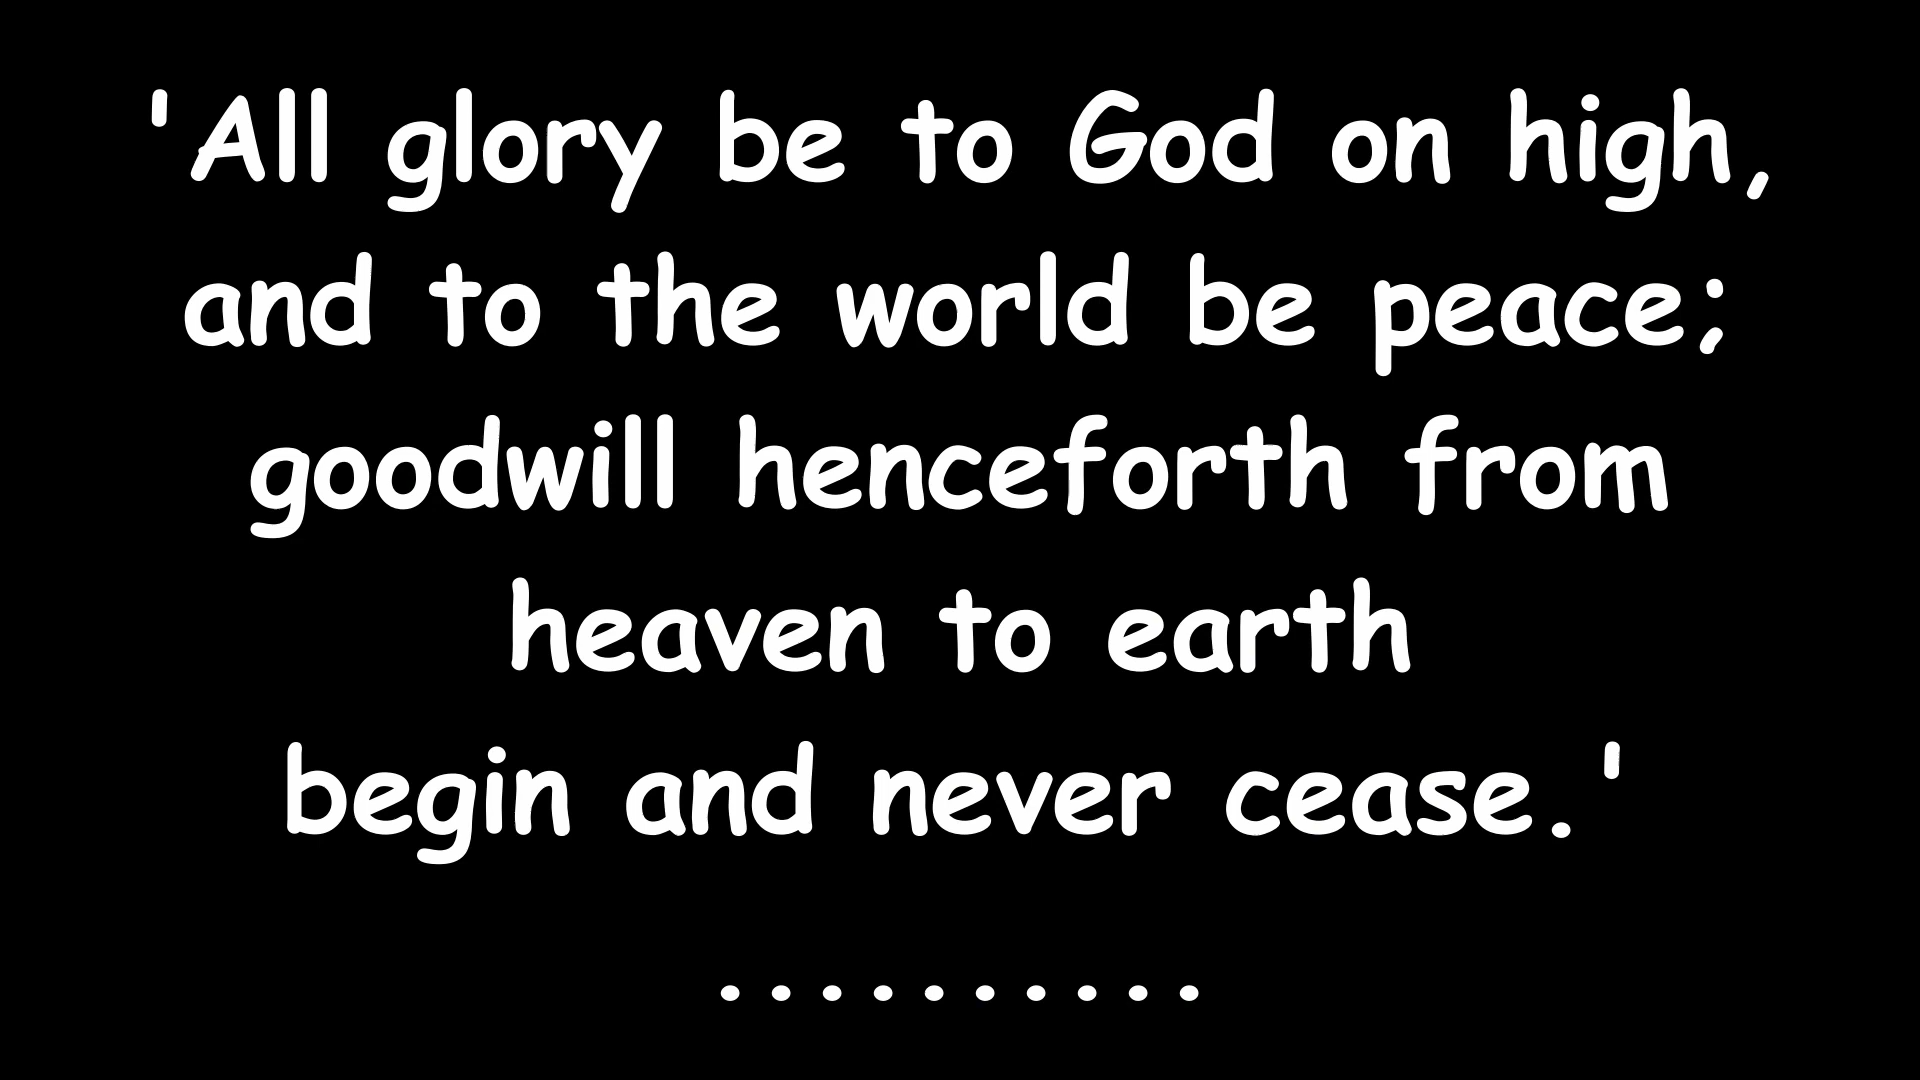 'All glory be to God on high,
and to the world be peace;
goodwill henceforth from
heaven to earth
begin and never cease.'
..........